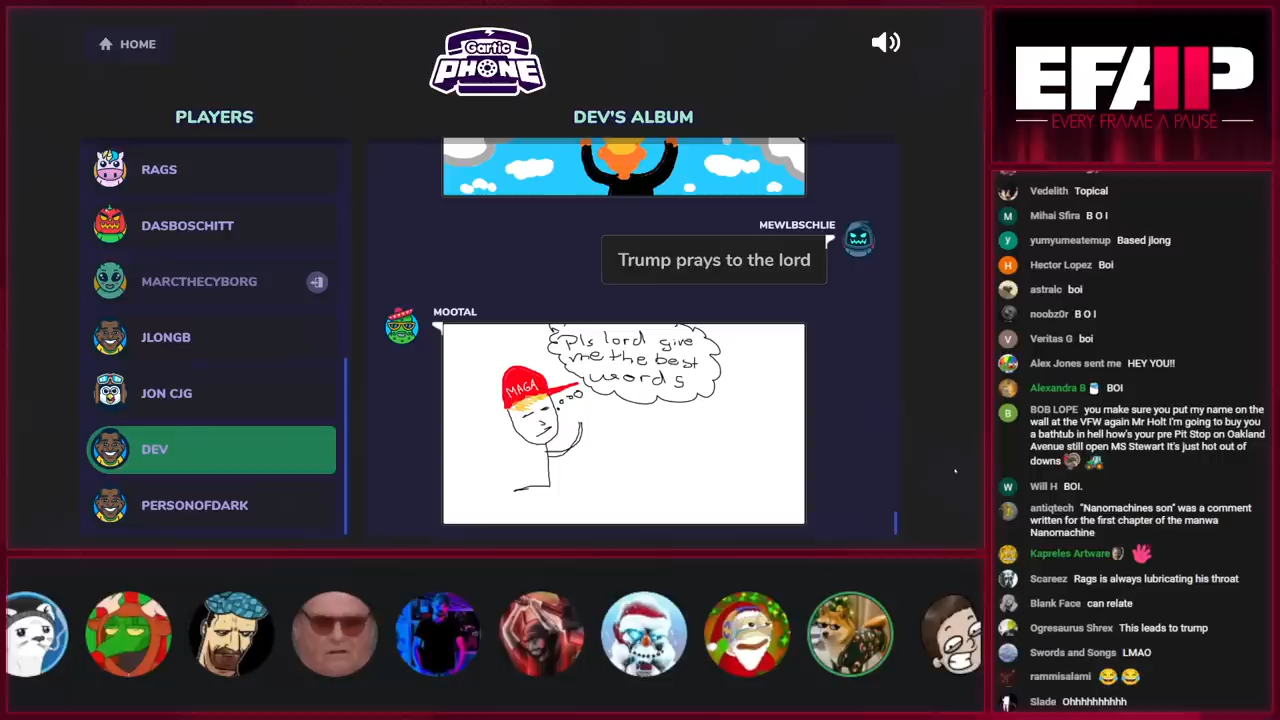 HOME
Gartic
PHONE
PLAYERS
DEV'S ALBUM
RAGS
DASBOSCHITT
MARCTHECYBORG
JLONGB
JON CJG
DEV
PERSONOFDARK
MEWLBSCHLIE
Trump prays to the lord
MOOTAL
Pls lord give
me the best
words
MAGA
EFAP
EVERY FRAME A PAUSE
Vedelith Topical
M Mihai Sfira B O I
y yumyumeatemup Based jlong
H Hector Lopez Boi
astralc boi
noobz0r B O I
V Veritas G boi
Alex Jones sent me HEY YOU!!
Alexandra B BOI
B BOB LOPE you make sure you put my name on the
wall at the VFW again Mr Holt I'm going to buy you
a bathtub in hell how's your pre Pit Stop on Oakland
Avenue still open MS Stewart It's just hot out of
downs
W Will H BOI.
antiqtech "Nanomachines son" was a comment
written for the first chapter of the manwa
Nanomachine
Kapreles Artware
Scareez Rags is always lubricating his throat
Blank Face can relate
Ogresaurus Shrex This leads to trump
Swords and Songs LMAO
rammisalami
Slade Ohhhhhhhhhh